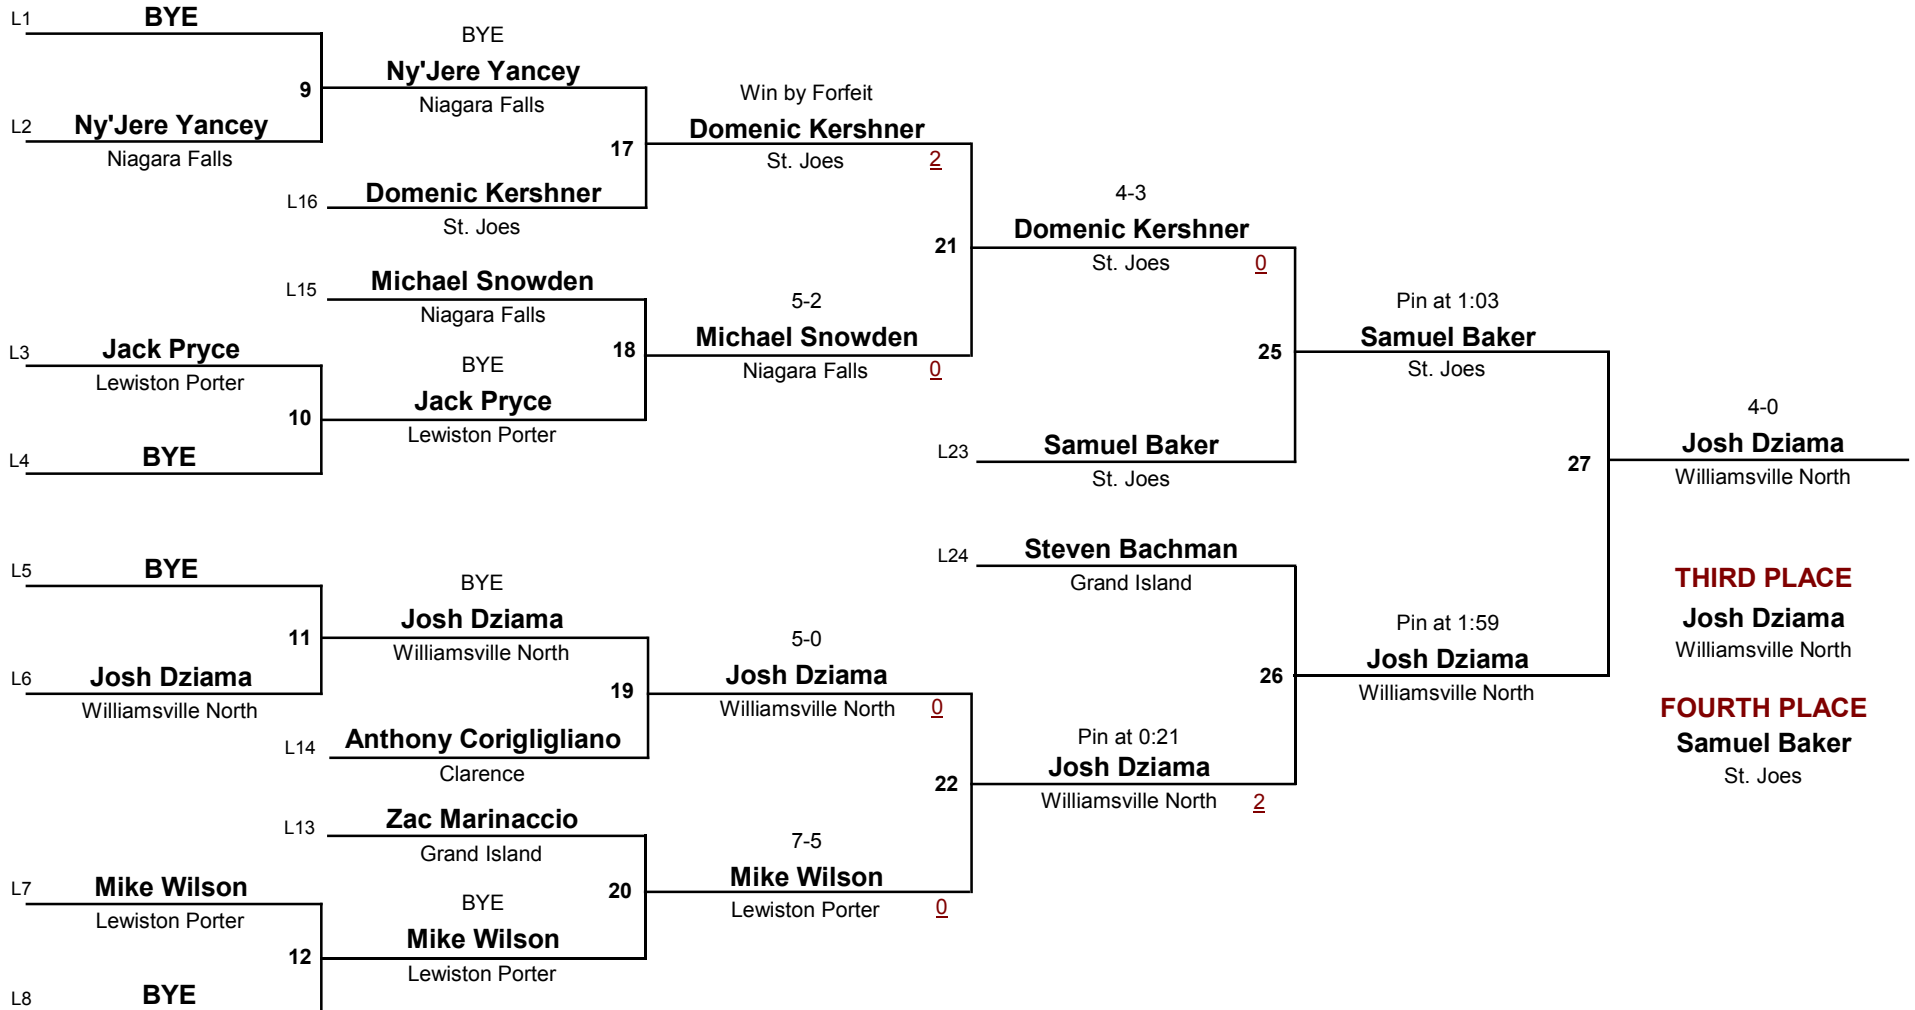 L1 BYE
9
L2 Ny'Jere Yancey
Niagara Falls
L3 Jack Pryce
Lewiston Porter
10
L4 BYE
L5 BYE
11
L6 Josh Dziama
Williamsville North
L7 Mike Wilson
Lewiston Porter
12
L8 BYE
BYE
Ny'Jere Yancey
Niagara Falls
17
L16 Domenic Kershner
St. Joes
L15 Michael Snowden
Niagara Falls
18
BYE
Jack Pryce
Lewiston Porter
BYE
Josh Dziama
Williamsville North
19
L14 Anthony Corigligliano
Clarence
L13 Zac Marinaccio
Grand Island
20
BYE
Mike Wilson
Lewiston Porter
Win by Forfeit
Domenic Kershner
St. Joes 2
21
5-2
Michael Snowden
Niagara Falls 0
5-0
Josh Dziama
Williamsville North 0
22
7-5
Mike Wilson
Lewiston Porter 0
4-3
Domenic Kershner
St. Joes 0
25
L23 Samuel Baker
St. Joes
L24 Steven Bachman
Grand Island
26
Pin at 0:21
Josh Dziama
Williamsville North 2
Pin at 1:03
Samuel Baker
St. Joes
27
Pin at 1:59
Josh Dziama
Williamsville North
4-0
Josh Dziama
Williamsville North
THIRD PLACE
Josh Dziama
Williamsville North
FOURTH PLACE
Samuel Baker
St. Joes